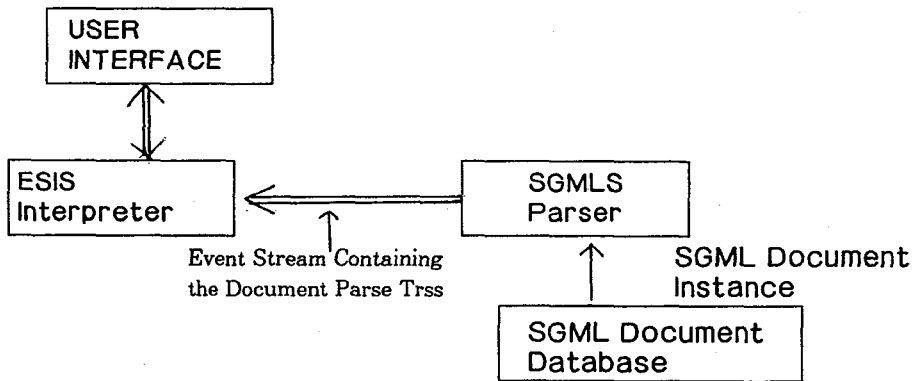 USER
INTERFACE
ESIS
Interpreter
SGMLS
Parser
Event Stream Containing
the Document Parse Trss
SGML Document
Instance
SGML Document
Database